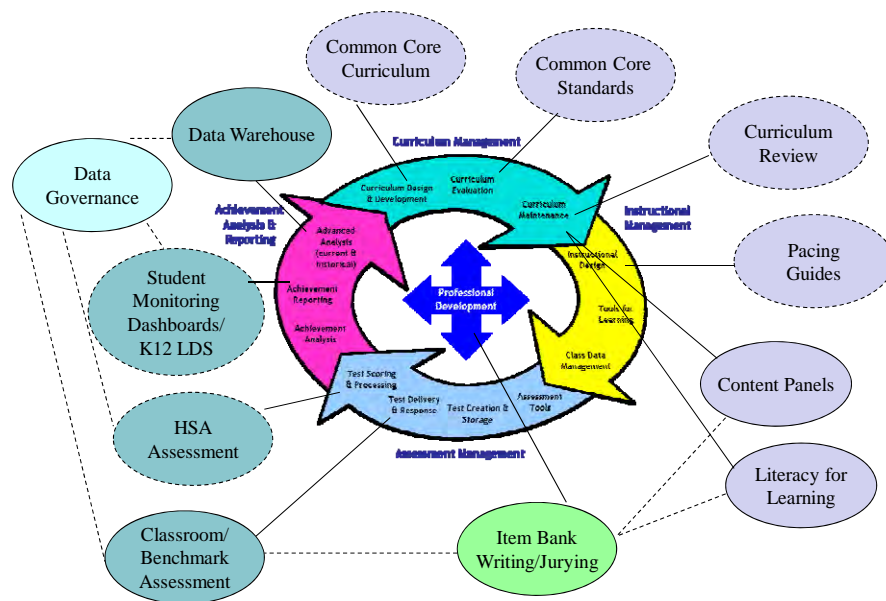 Common Core
Curriculum
Common Core
Standards
Data Warehouse
Curriculum
Review
Data
Governance
Curriculum Management
Curriculum Design
& Development
Curriculum
Evaluation
Curriculum
Maintenance
Achievement
Analysis &
Reporting
Instructional
Management
Advanced
Analysis
(current &
historical)
Instructional
Design
Pacing
Guides
Student
Monitoring
Dashboards/
K12 LDS
Achievement
Reporting
Professional
Development
Tools for
Learning
Achievement
Analysis
Class Data
Management
Test Scoring
& Processing
Test Delivery
& Response
Test Creation &
Storage
Assessment
Tools
Content Panels
HSA
Assessment
Assessment Management
Literacy for
Learning
Classroom/
Benchmark
Assessment
Item Bank
Writing/Jurying